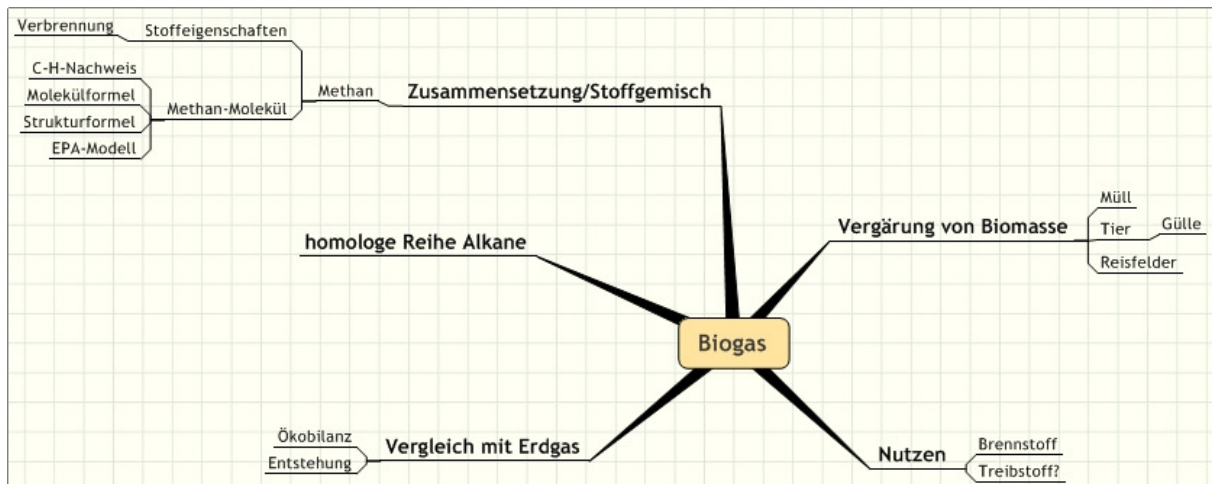 Verbrennung
Stoffeigenschaften
C-H-Nachweis
Molekülformel
Strukturformel
EPA-Modell
Methan-Molekül
Methan
Zusammensetzung/Stoffgemisch
homologe Reihe Alkane
Vergärung von Biomasse
Müll
Tier
Gülle
Reisfelder
Biogas
Ökobilanz
Entstehung
Vergleich mit Erdgas
Nutzen
Brennstoff
Treibstoff?